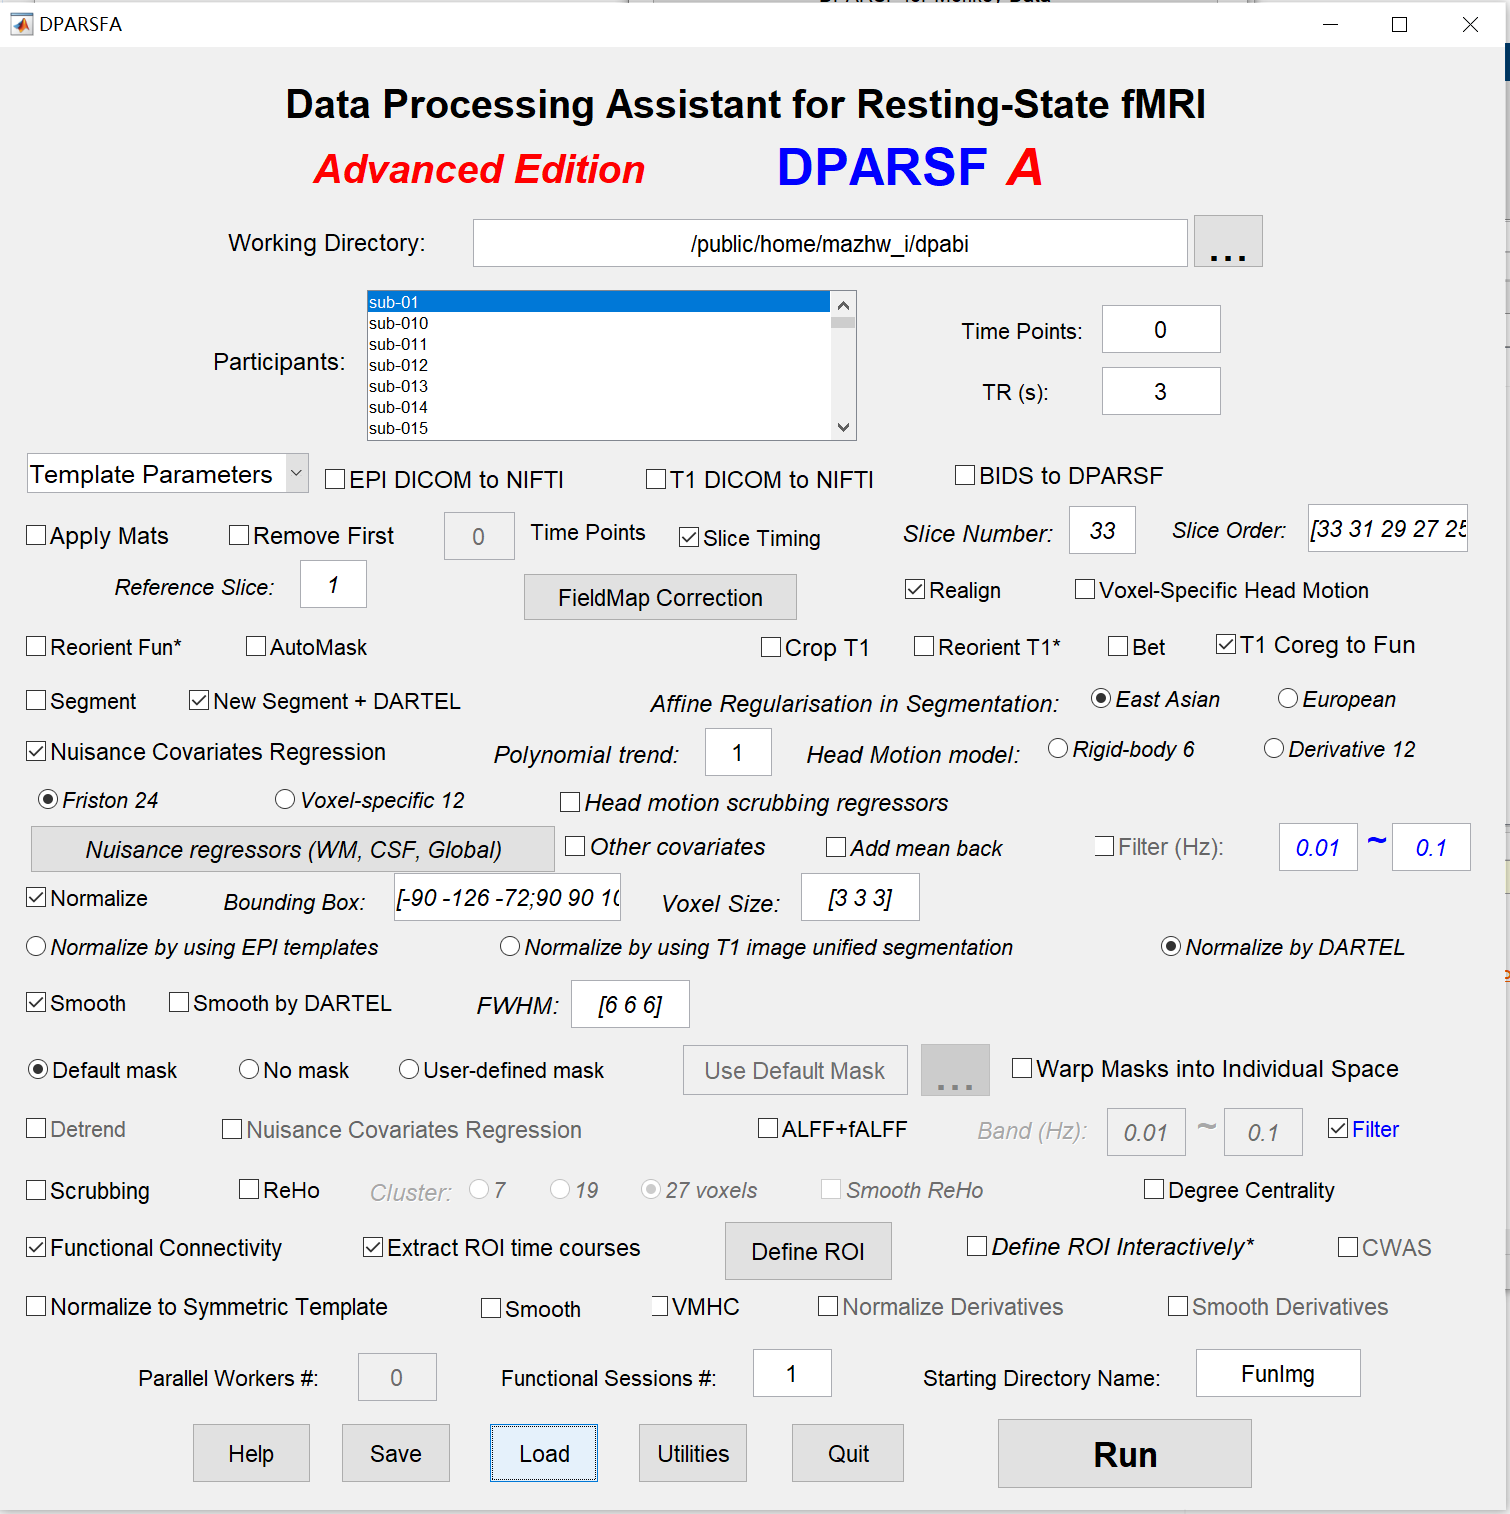 DPARSFA
Data Processing Assistant for Resting-State fMRI
Advanced Edition DPARSF A
Working Directory: /public/home/mazhw_i/dpabi ...
Participants:
sub-01
sub-010
sub-011
sub-012
sub-013
sub-014
sub-015
Time Points: 0
TR (s): 3
Template Parameters EPI DICOM to NIFTI T1 DICOM to NIFTI BIDS to DPARSF
Apply Mats Remove First 0 Time Points Slice Timing Slice Number: 33 Slice Order: [33 31 29 27 25
Reference Slice: 1 FieldMap Correction Realign Voxel-Specific Head Motion
Reorient Fun* AutoMask Crop T1 Reorient T1* Bet T1 Coreg to Fun
Segment New Segment + DARTEL Affine Regularisation in Segmentation: East Asian European
Nuisance Covariates Regression Polynomial trend: 1 Head Motion model: Rigid-body 6 Derivative 12
Friston 24 Voxel-specific 12 Head motion scrubbing regressors
Nuisance regressors (WM, CSF, Global) Other covariates Add mean back Filter (Hz): 0.01 ~ 0.1
Normalize Bounding Box: [-90 -126 -72;90 90 10 Voxel Size: [3 3 3]
Normalize by using EPI templates Normalize by using T1 image unified segmentation Normalize by DARTEL
Smooth Smooth by DARTEL FWHM: [6 6 6]
Default mask No mask User-defined mask Use Default Mask ... Warp Masks into Individual Space
Detrend Nuisance Covariates Regression ALFF+fALFF Band (Hz): 0.01 ~ 0.1 Filter
Scrubbing ReHo Cluster: 7 19 27 voxels Smooth ReHo Degree Centrality
Functional Connectivity Extract ROI time courses Define ROI Define ROI Interactively* CWAS
Normalize to Symmetric Template Smooth VMHC Normalize Derivatives Smooth Derivatives
Parallel Workers #: 0 Functional Sessions #: 1 Starting Directory Name: FunImg
Help Save Load Utilities Quit Run